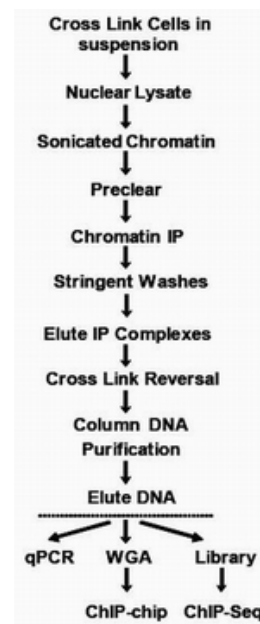 Cross Link Cells in
suspension
Nuclear Lysate
Sonicated Chromatin
Preclear
Chromatin IP
Stringent Washes
Elute IP Complexes
Cross Link Reversal
Column DNA
Purification
Elute DNA
qPCR WGA Library
ChIP-chip ChIP-Seq